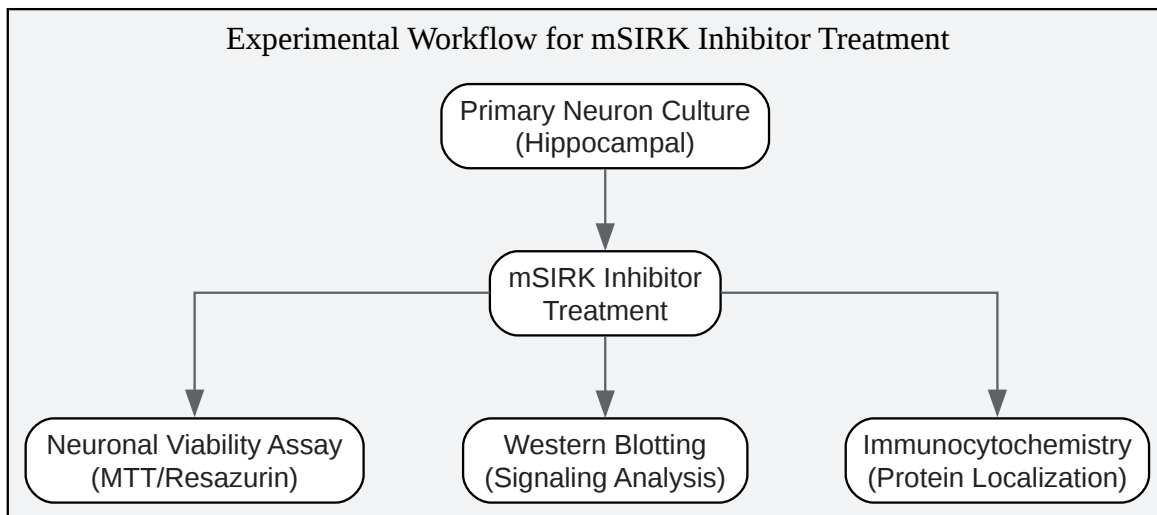 Experimental Workflow for mSIRK Inhibitor Treatment
Primary Neuron Culture
(Hippocampal)
mSIRK Inhibitor
Treatment
Neuronal Viability Assay
(MTT/Resazurin)
Western Blotting
(Signaling Analysis)
Immunocytochemistry
(Protein Localization)